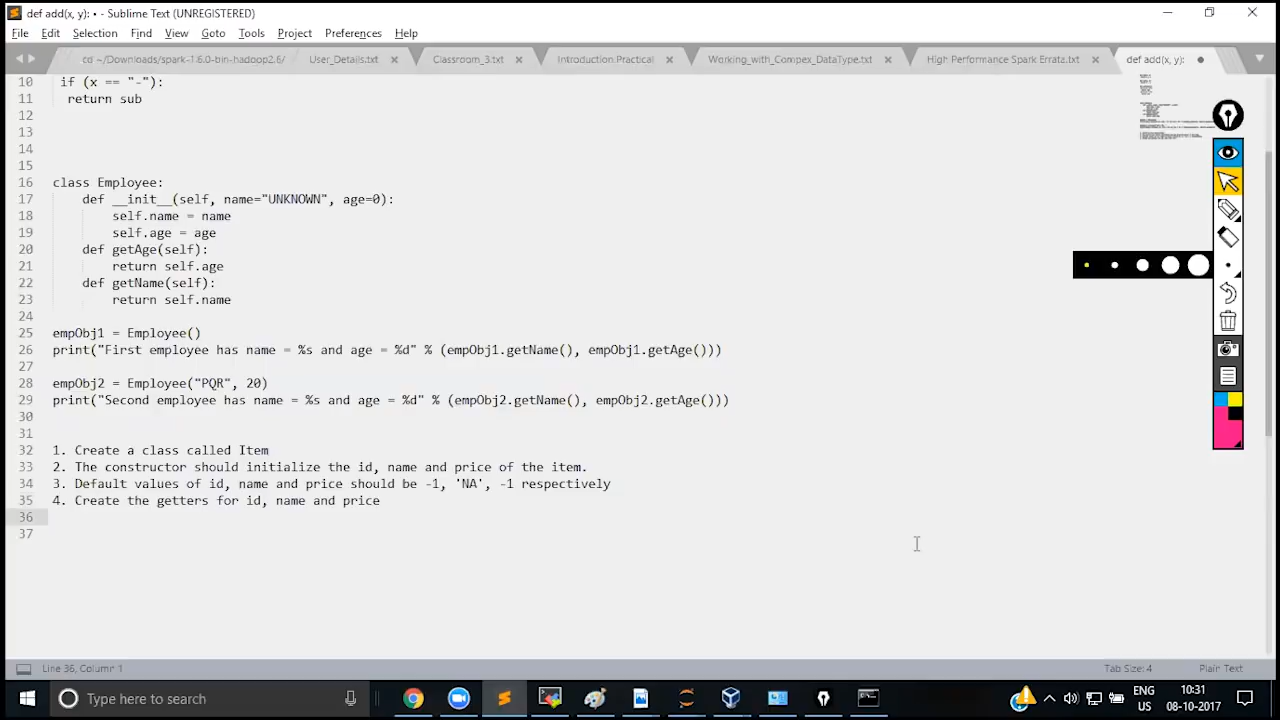 def add(x, y): • - Sublime Text (UNREGISTERED)
File Edit Selection Find View Goto Tools Project Preferences Help
cd ~/Downloads/spark-1.6.0-bin-hadoop2.6/ User_Details.txt Classroom_3.txt Introduction Practical Working_with_Compex_DataType.txt High Performance Spark Errata.txt def add(x, y):
10 if (x == "-"):
11 return sub
12
13
14
15
16 class Employee:
17 def __init__(self, name="UNKNOWN", age=0):
18 self.name = name
19 self.age = age
20 def getAge(self):
21 return self.age
22 def getName(self):
23 return self.name
24
25 empObj1 = Employee()
26 print("First employee has name = %s and age = %d" % (empObj1.getName(), empObj1.getAge()))
27
28 empObj2 = Employee("PQR", 20)
29 print("Second employee has name = %s and age = %d" % (empObj2.getName(), empObj2.getAge()))
30
31
32 1. Create a class called Item
33 2. The constructor should initialize the id, name and price of the item.
34 3. Default values of id, name and price should be -1, 'NA', -1 respectively
35 4. Create the getters for id, name and price
36
37
Line 36, Column 1 Tab Size:4 Plain Text
Type here to search ENG 10:31
US 08-10-2017